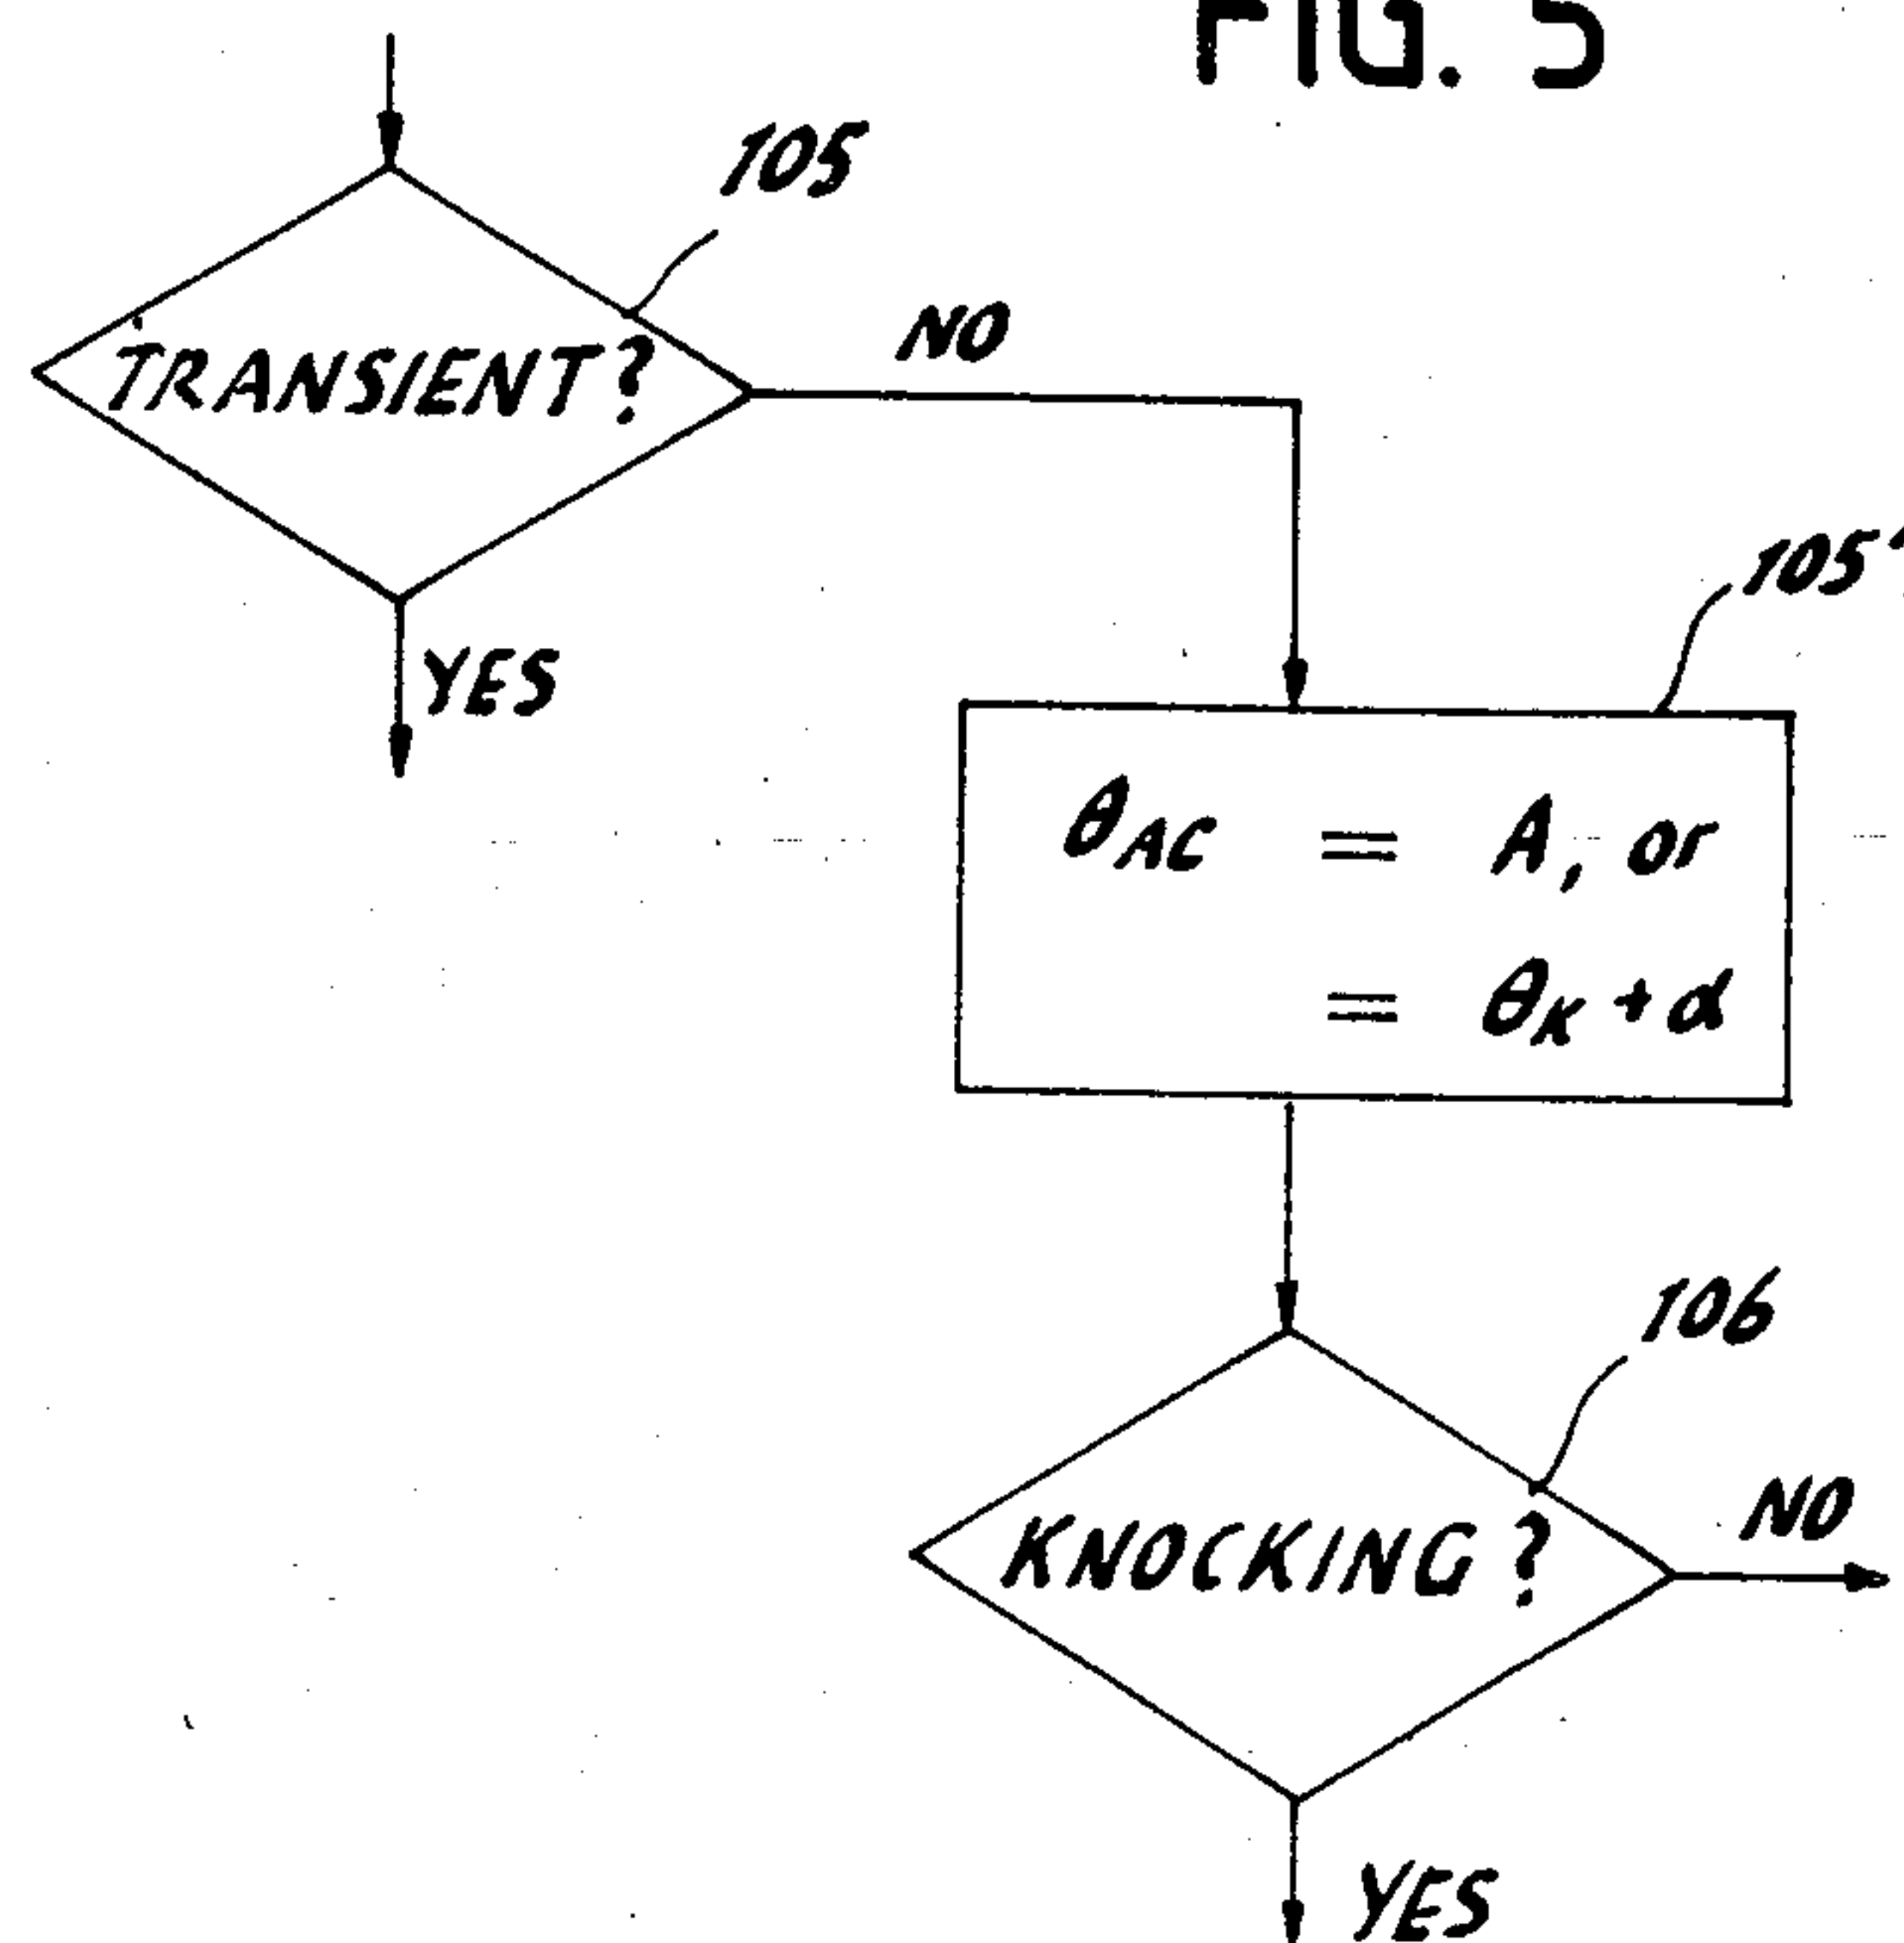 FIG. 5
105
TRANSIENT?
NO
YES
105'
θAC = A, or
= θK + α
106
KNOCKING?
NO
YES